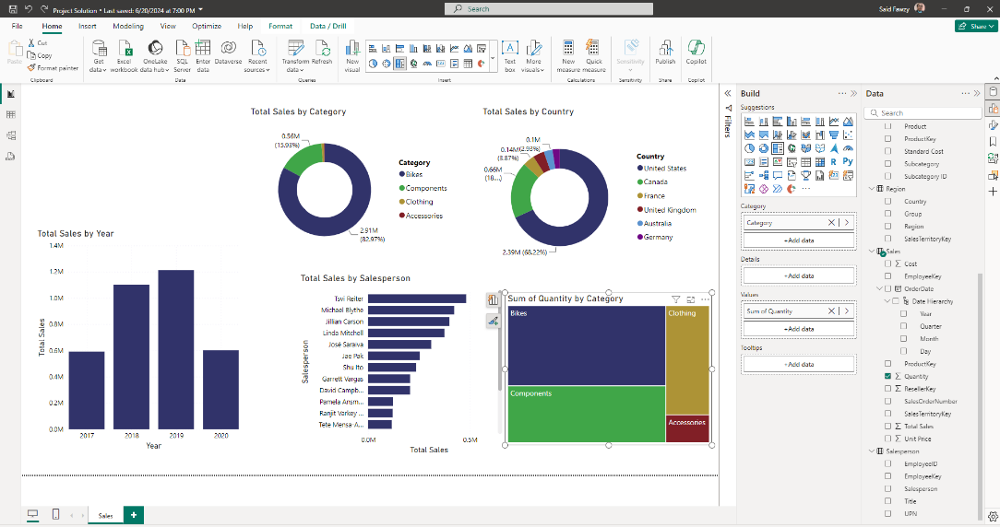 Project Solution • Last saved: 6/20/2024 at 7:00 PM
Search
Said Fawzy
File
Home
Insert
Modeling
View
Optimize
Help
Format
Data / Drill
Share
Paste
Cut
Copy
Format painter
Clipboard
Get data
Excel workbook
OneLake data hub
SQL Server
Enter data
Dataverse
Recent sources
Data
Transform data
Refresh
Queries
New visual
Text box
More visuals
Insert
New measure
Quick measure
Calculations
Sensitivity
Sensitivity
Publish
Share
Copilot
Copilot
Total Sales by Category
0.56M
(15.93%)
2.91M
(82.97%)
Category
Bikes
Components
Clothing
Accessories
Total Sales by Country
0.1M
(2.93%)
0.14M
(3.87%)
0.66M
(18....)
2.39M (68.22%)
Country
United States
Canada
France
United Kingdom
Australia
Germany
Total Sales by Year
1.4M
1.2M
1.0M
0.8M
0.6M
0.4M
0.2M
0.0M
Total Sales
2017
2018
2019
2020
Year
Total Sales by Salesperson
Salesperson
Tsvi Reiter
Michael Blythe
Jillian Carson
Linda Mitchell
José Saraiva
Jae Pak
Shu Ito
Garrett Vargas
David Campb...
Pamela Ansm...
Ranjit Varkey ...
Tete Mensa-A...
0.0M
0.5M
Total Sales
Sum of Quantity by Category
Bikes
Clothing
Components
Accessories
Filters
Build
Suggestions
Category
Category
+Add data
Details
+Add data
Values
Sum of Quantity
+Add data
Tooltips
+Add data
Data
Search
Product
ProductKey
Standard Cost
Subcategory
Subcategory ID
Region
Country
Group
Region
SalesTerritoryKey
Sales
Cost
EmployeeKey
OrderDate
Date Hierarchy
Year
Quarter
Month
Day
ProductKey
Quantity
ResellerKey
SalesOrderNumber
SalesTerritoryKey
Total Sales
Unit Price
Salesperson
EmployeeID
EmployeeKey
Salesperson
Title
UPN
Sales